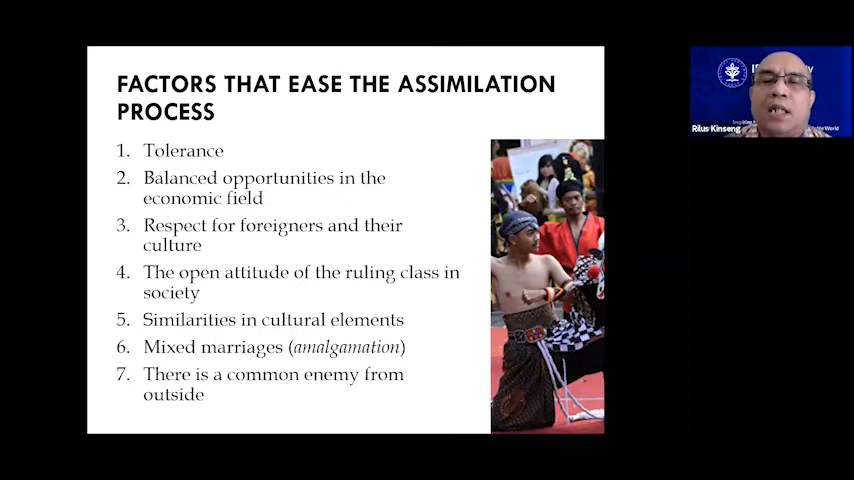 FACTORS THAT EASE THE ASSIMILATION
PROCESS
1. Tolerance
2. Balanced opportunities in the
economic field
3. Respect for foreigners and their
culture
4. The open attitude of the ruling class in
society
5. Similarities in cultural elements
6. Mixed marriages (amalgamation)
7. There is a common enemy from
outside
Rilus Kinseng